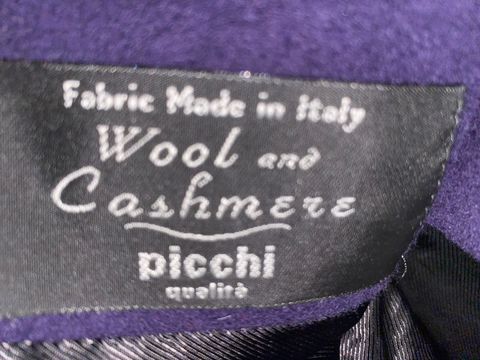 Fabric Made in Italy
Wool and
Cashmere
picchi
qualità